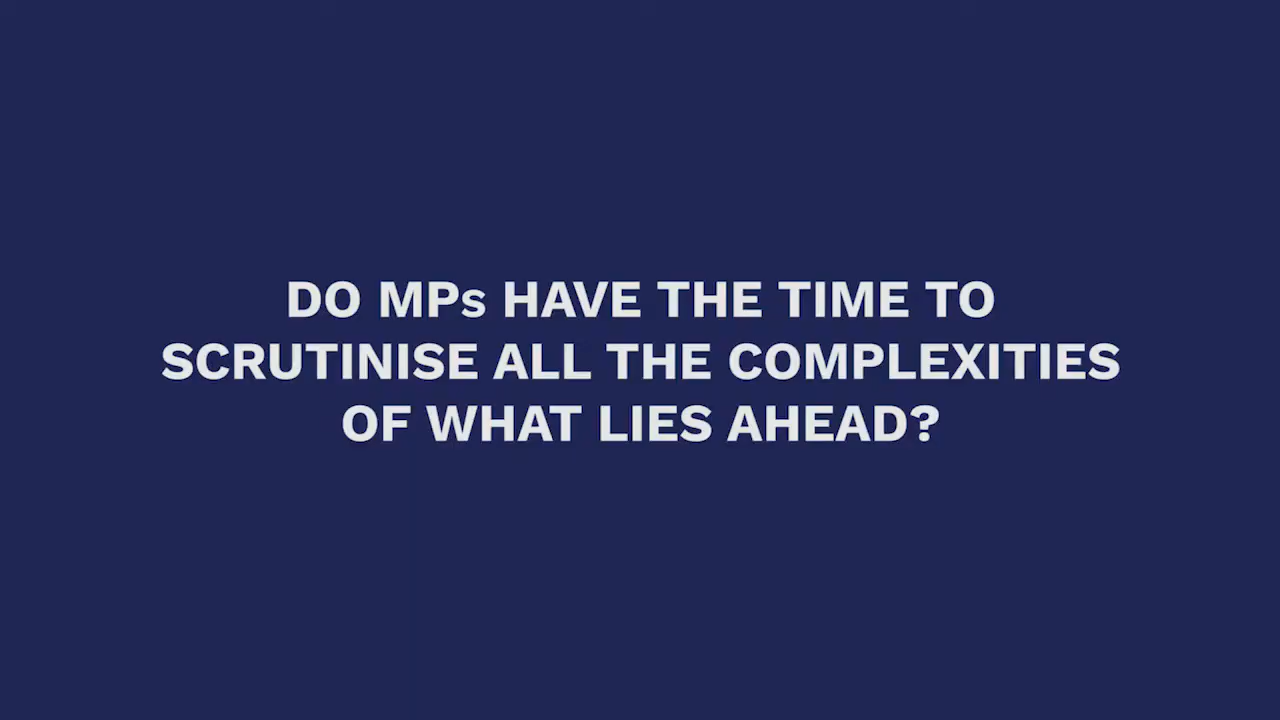 DO MPs HAVE THE TIME TO
SCRUTINISE ALL THE COMPLEXITIES
OF WHAT LIES AHEAD?